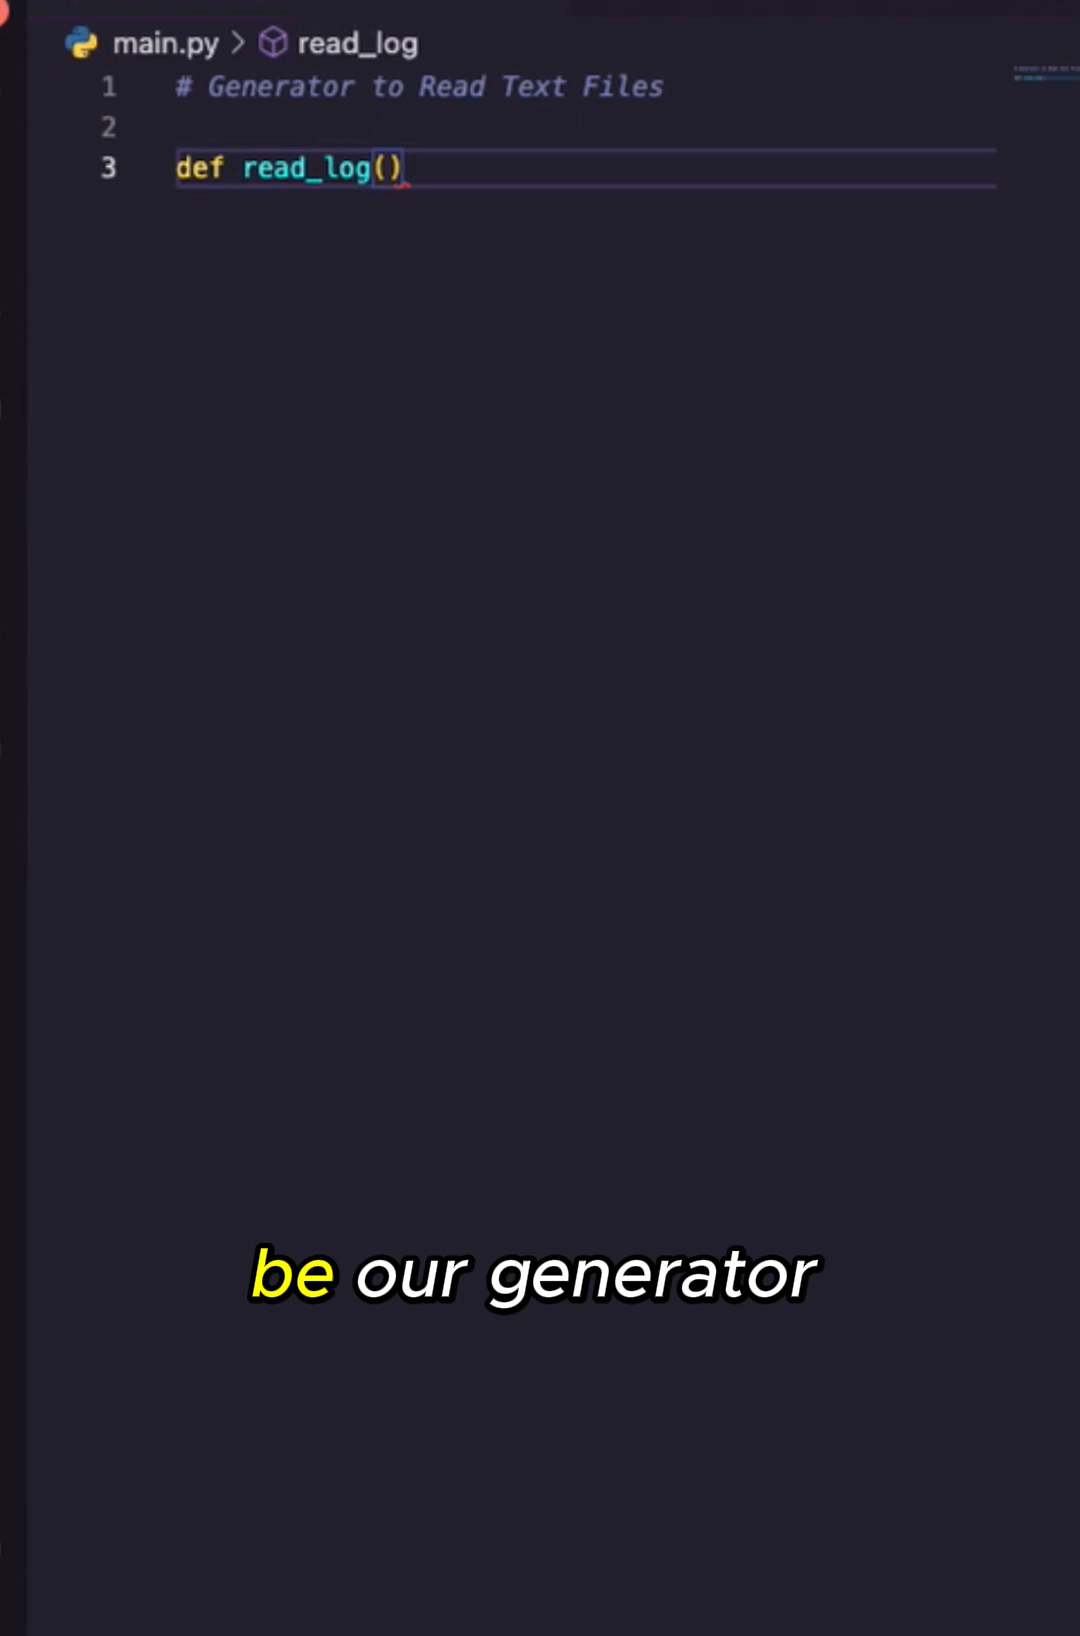 main.py > read_log
1 # Generator to Read Text Files
2
3 def read_log()
be our generator